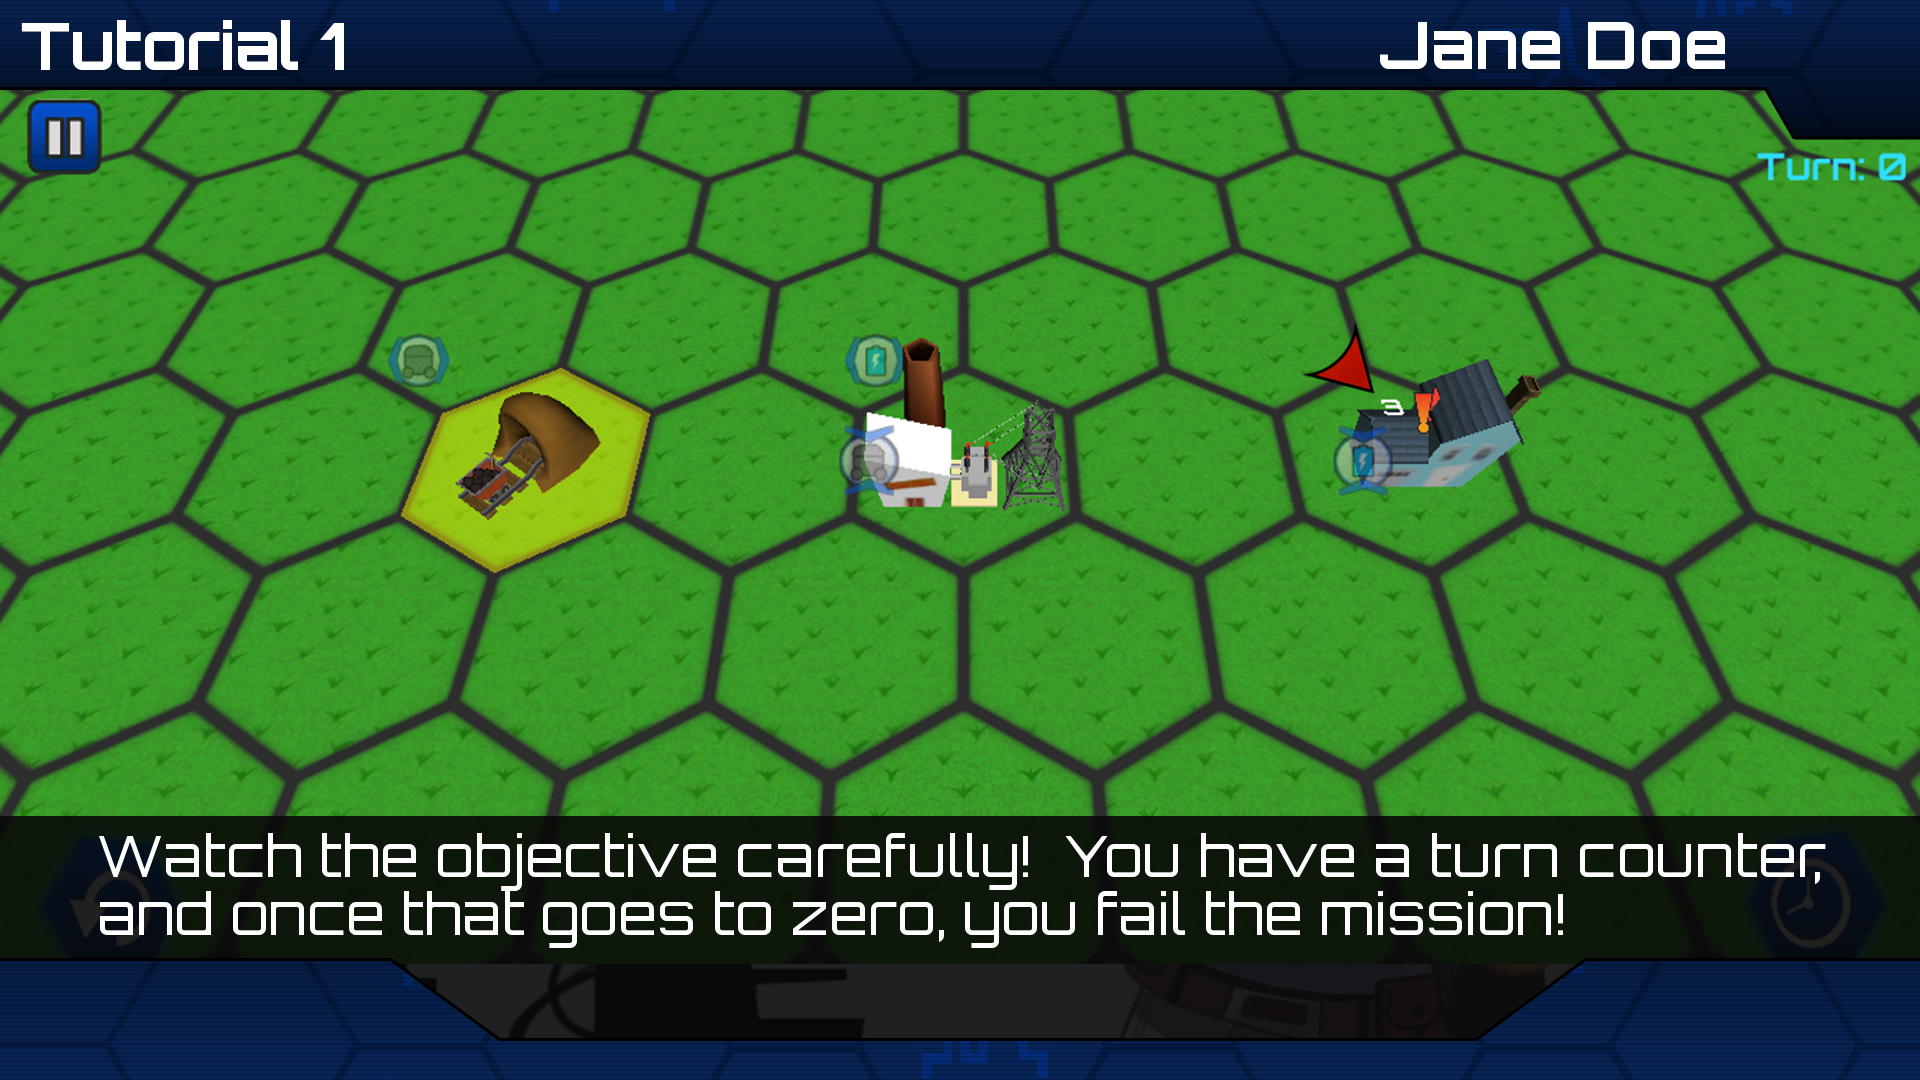 Tutorial 1
Jane Doe
Turn: 0
3
Watch the objective carefully!  You have a turn counter,
and once that goes to zero, you fail the mission!